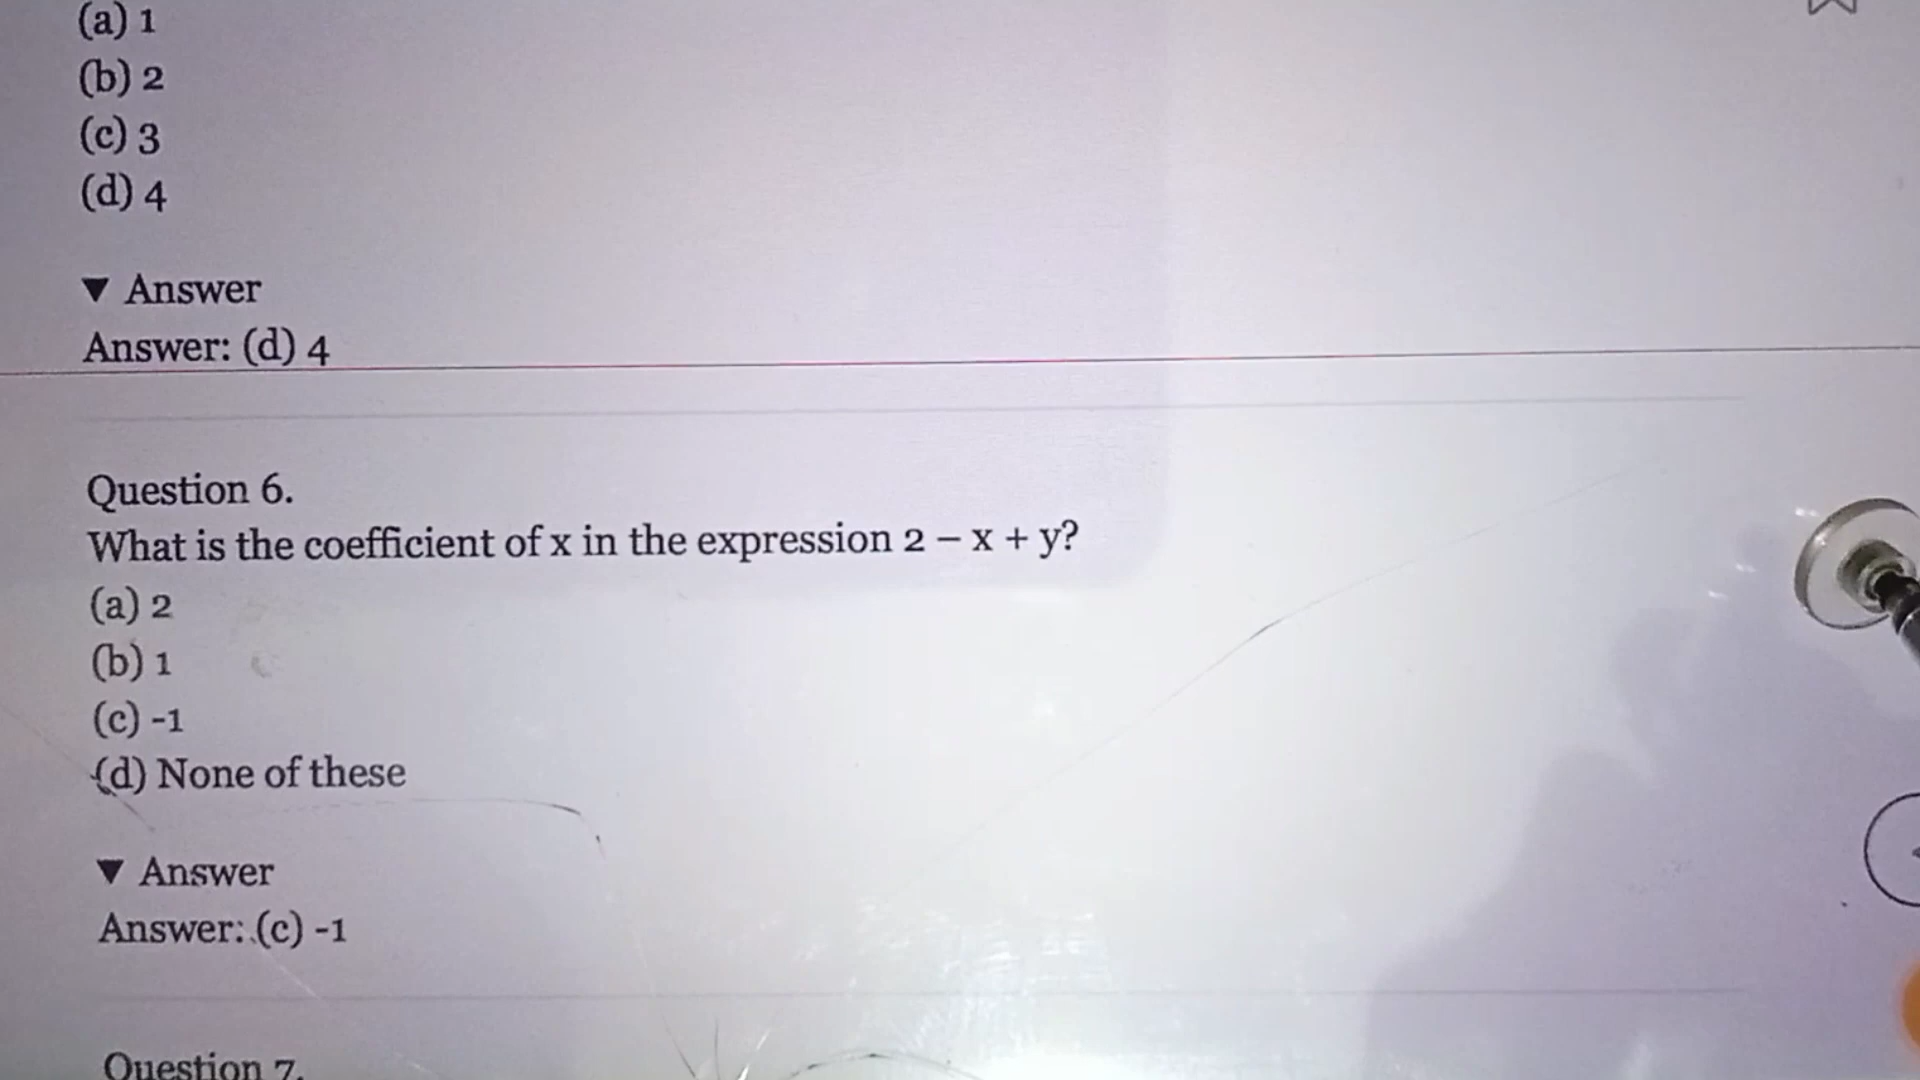 (a) 1
(b) 2
(c) 3
(d) 4
▼ Answer
Answer: (d) 4
Question 6.
What is the coefficient of x in the expression 2 – x + y?
(a) 2
(b) 1
(c) -1
(d) None of these
▼ Answer
Answer: (c) -1
Question 7.